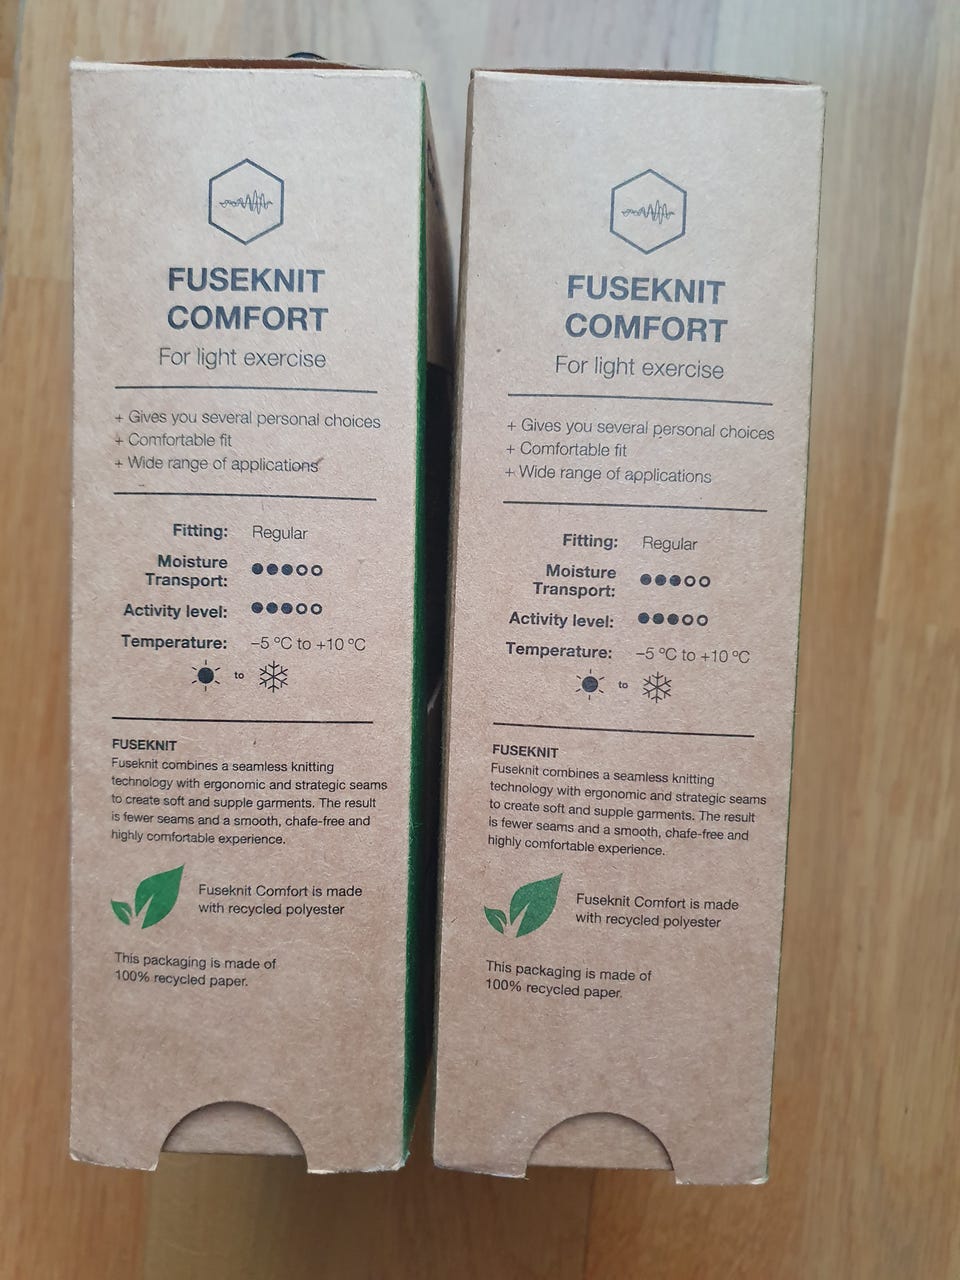 FUSEKNIT
COMFORT
For light exercise
+ Gives you several personal choices
+ Comfortable fit
+ Wide range of applications
Fitting: Regular
Moisture
Transport: ●●●○○
Activity level: ●●●○○
Temperature: –5 ºC to +10 ºC
to
FUSEKNIT
Fuseknit combines a seamless knitting
technology with ergonomic and strategic seams
to create soft and supple garments. The result
is fewer seams and a smooth, chafe-free and
highly comfortable experience.
Fuseknit Comfort is made
with recycled polyester
This packaging is made of
100% recycled paper.
FUSEKNIT
COMFORT
For light exercise
+ Gives you several personal choices
+ Comfortable fit
+ Wide range of applications
Fitting: Regular
Moisture
Transport: ●●●○○
Activity level: ●●●○○
Temperature: –5 ºC to +10 ºC
to
FUSEKNIT
Fuseknit combines a seamless knitting
technology with ergonomic and strategic seams
to create soft and supple garments. The result
is fewer seams and a smooth, chafe-free and
highly comfortable experience.
Fuseknit Comfort is made
with recycled polyester
This packaging is made of
100% recycled paper.